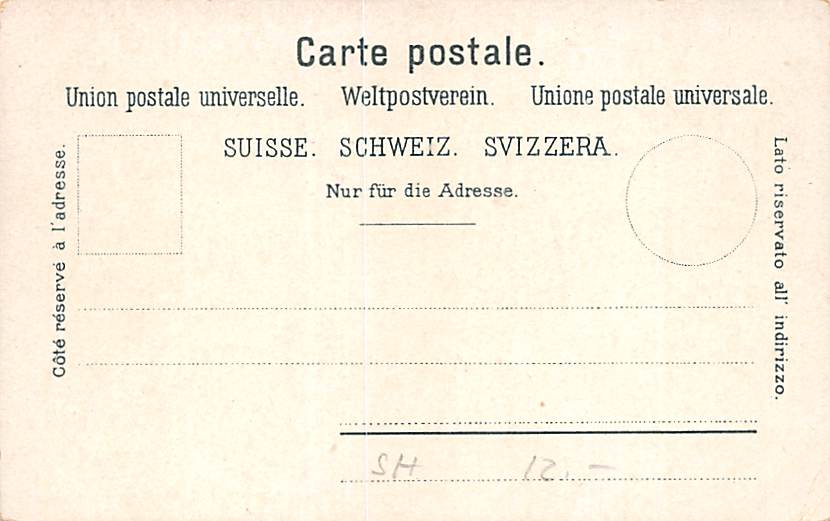 Carte postale.
Union postale universelle. Weltpostverein. Unione postale universale.
SUISSE. SCHWEIZ. SVIZZERA.
Nur für die Adresse.
Côté réservé à l'adresse.
Lato riservato all' indirizzo.
SH 12.–